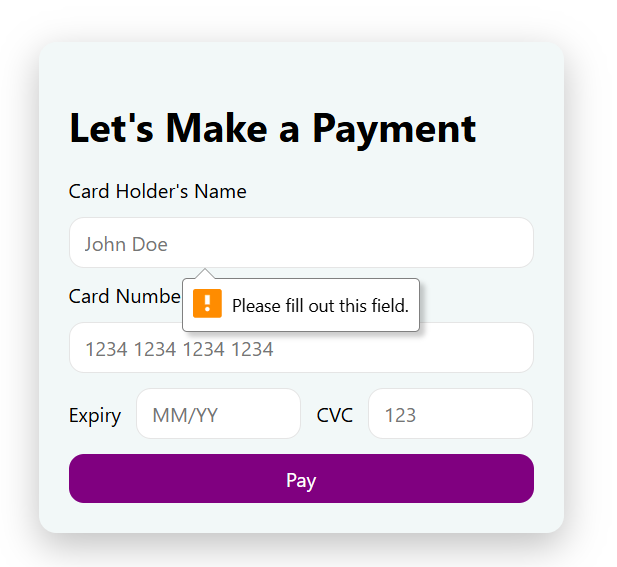 Let's Make a Payment
Card Holder's Name
John Doe
Card Numbe
Please fill out this field.
1234 1234 1234 1234
Expiry MM/YY CVC 123
Pay